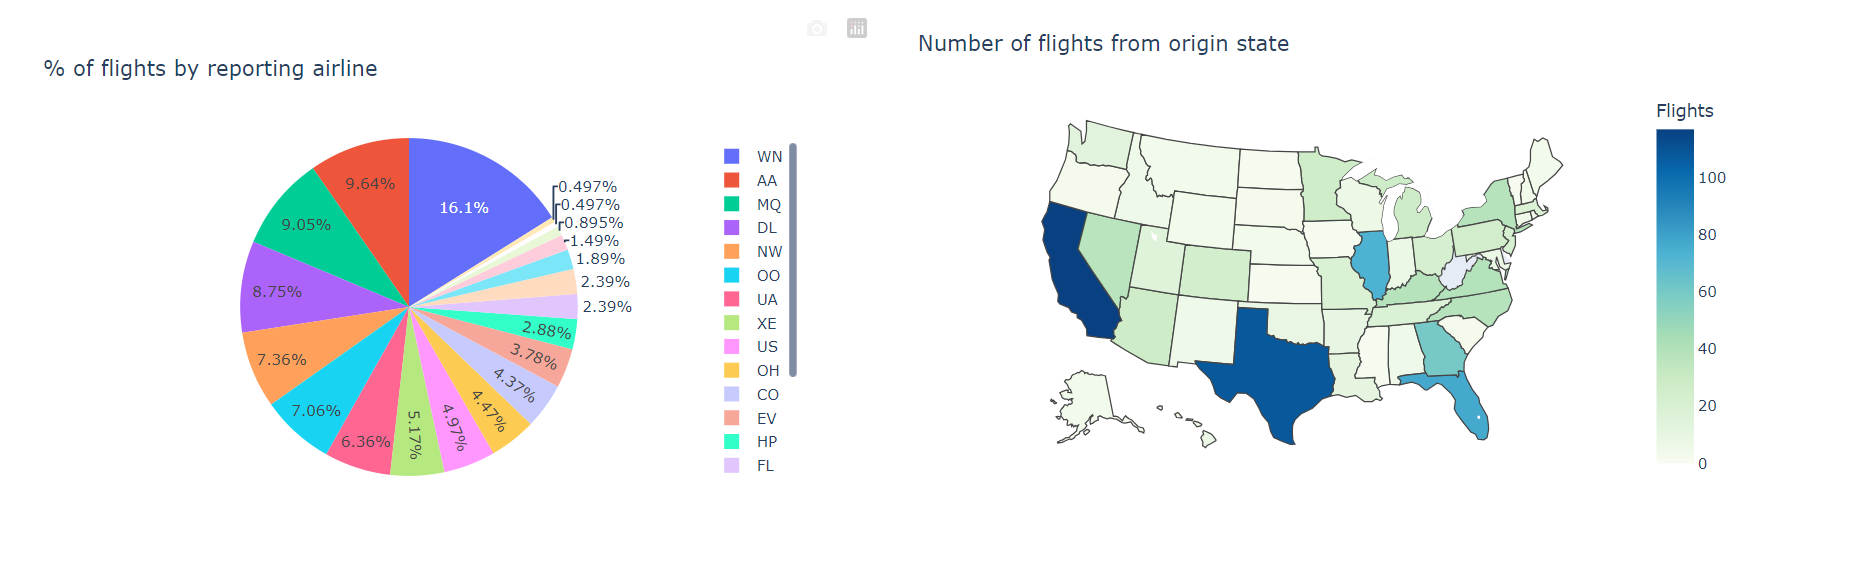 % of flights by reporting airline
16.1%
9.64%
9.05%
8.75%
7.36%
7.06%
6.36%
5.17%
4.97%
4.47%
4.37%
3.78%
2.88%
2.39%
2.39%
1.89%
1.49%
0.895%
0.497%
0.497%
WN
AA
MQ
DL
NW
OO
UA
XE
US
OH
CO
EV
HP
FL
Number of flights from origin state
Flights
100
80
60
40
20
0